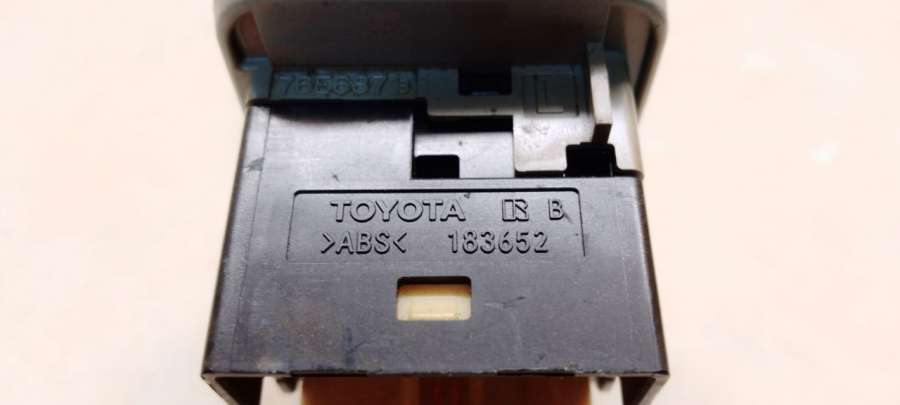 L
TOYOTA R B
>ABS< 183652